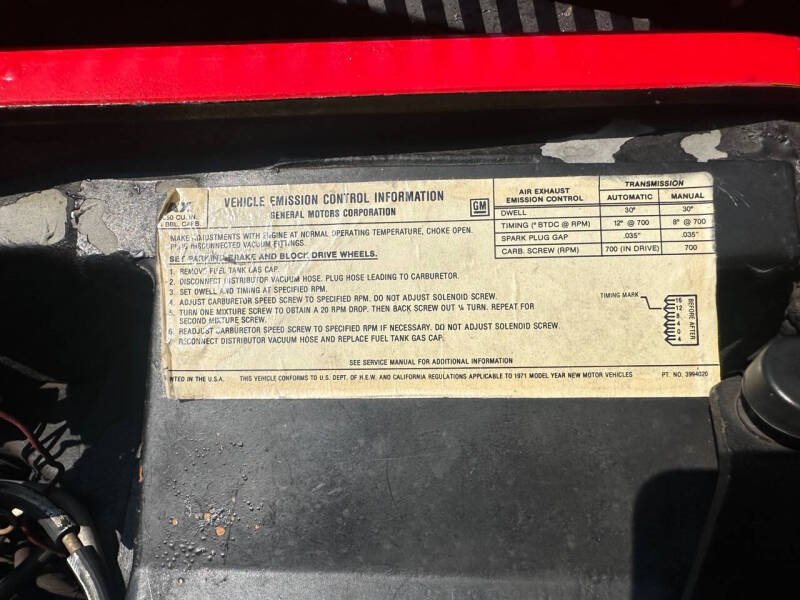 VEHICLE EMISSION CONTROL INFORMATION
GENERAL MOTORS CORPORATION
GM
50 CU. IN.
BBL. CARB.
MAKE ADJUSTMENTS WITH ENGINE AT NORMAL OPERATING TEMPERATURE, CHOKE OPEN.
DISCONNECTED VACUUM FITTINGS.
SET PARKING BRAKE AND BLOCK DRIVE WHEELS.
1. REMOVE FUEL TANK GAS CAP.
2. DISCONNECT DISTRIBUTOR VACUUM HOSE. PLUG HOSE LEADING TO CARBURETOR.
3. SET DWELL AND TIMING AT SPECIFIED RPM.
4. ADJUST CARBURETOR SPEED SCREW TO SPECIFIED RPM. DO NOT ADJUST SOLENOID SCREW.
5. TURN ONE MIXTURE SCREW TO OBTAIN A 20 RPM DROP. THEN BACK SCREW OUT ¼ TURN. REPEAT FOR
SECOND MIXTURE SCREW.
6. READJUST CARBURETOR SPEED SCREW TO SPECIFIED RPM IF NECESSARY. DO NOT ADJUST SOLENOID SCREW.
RECONNECT DISTRIBUTOR VACUUM HOSE AND REPLACE FUEL TANK GAS CAP.
AIR EXHAUST EMISSION CONTROL TRANSMISSION
AUTOMATIC MANUAL
DWELL 30° 30°
TIMING (° BTDC @ RPM) 12° @ 700 8° @ 700
SPARK PLUG GAP .035" .035"
CARB. SCREW (RPM) 700 (IN DRIVE) 700
TIMING MARK
16
12
8
4
0
4
BEFORE AFTER
SEE SERVICE MANUAL FOR ADDITIONAL INFORMATION
NTED IN THE U.S.A. THIS VEHICLE CONFORMS TO U.S. DEPT. OF H.E.W. AND CALIFORNIA REGULATIONS APPLICABLE TO 1971 MODEL YEAR NEW MOTOR VEHICLES PT. NO. 3994020